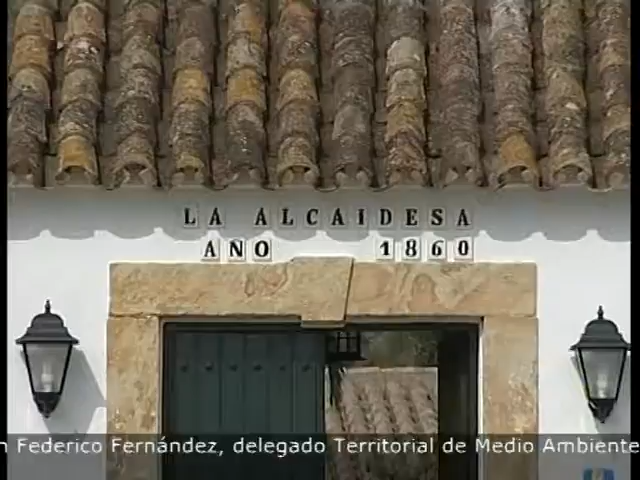 LA ALCAIDESA
AÑO 1860
n Federico Fernández, delegado Territorial de Medio Ambiente